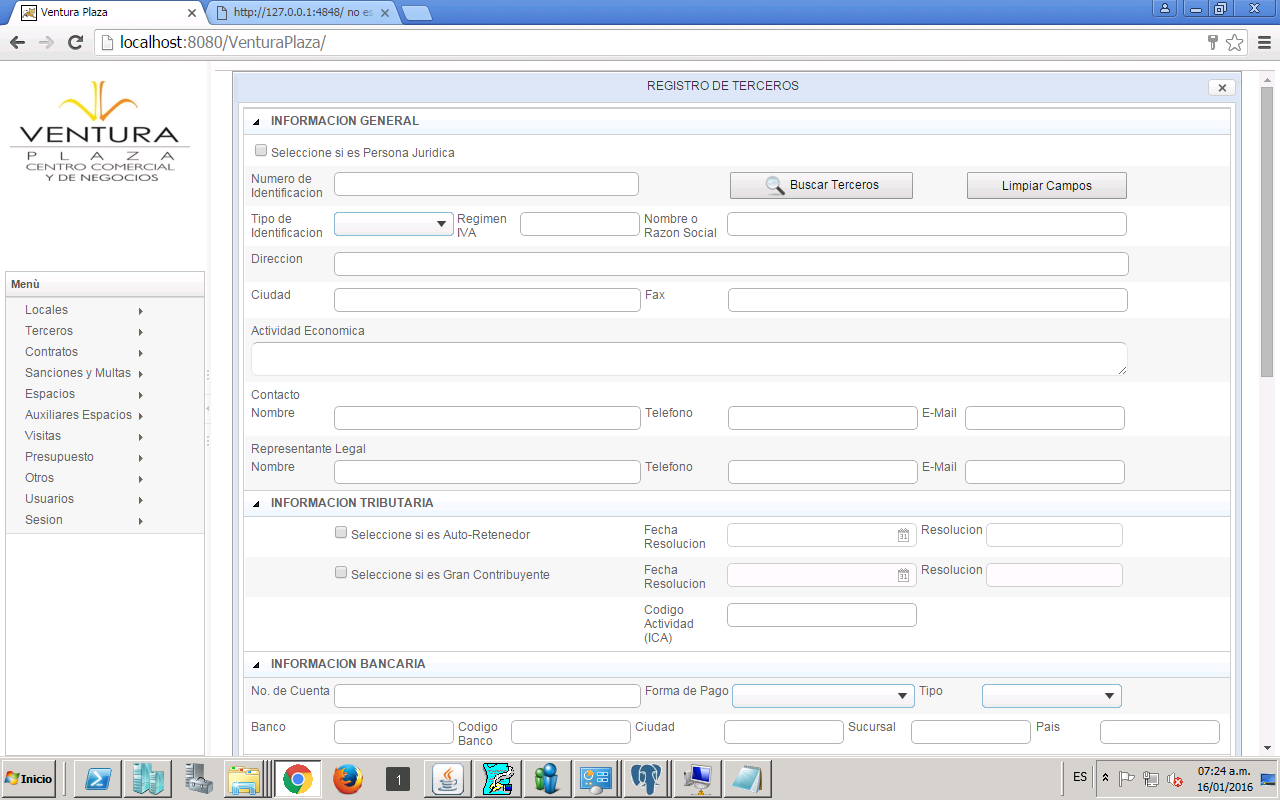 Ventura Plaza
http://127.0.0.1:4848/ no es
localhost:8080/VenturaPlaza/
VENTURA
PLAZA
CENTRO COMERCIAL
Y DE NEGOCIOS
Menù
Locales
Terceros
Contratos
Sanciones y Multas
Espacios
Auxiliares Espacios
Visitas
Presupuesto
Otros
Usuarios
Sesion
REGISTRO DE TERCEROS
INFORMACION GENERAL
Seleccione si es Persona Juridica
Numero de
Identificacion
Buscar Terceros
Limpiar Campos
Tipo de
Identificacion
Regimen
IVA
Nombre o
Razon Social
Direccion
Ciudad
Fax
Actividad Economica
Contacto
Nombre
Telefono
E-Mail
Representante Legal
Nombre
Telefono
E-Mail
INFORMACION TRIBUTARIA
Seleccione si es Auto-Retenedor
Fecha
Resolucion
31
Resolucion
Seleccione si es Gran Contribuyente
Fecha
Resolucion
31
Resolucion
Codigo
Actividad
(ICA)
INFORMACION BANCARIA
No. de Cuenta
Forma de Pago
Tipo
Banco
Codigo
Banco
Ciudad
Sucursal
Pais
Inicio
1
ES
07:24 a.m.
16/01/2016